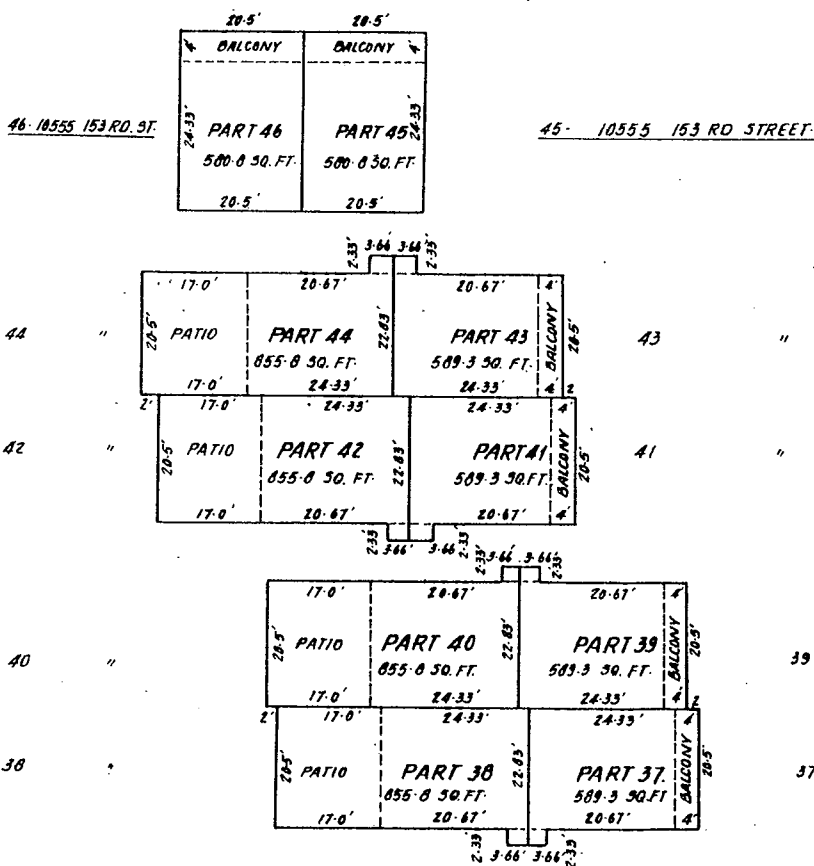 20.5' 20.5'
4' BALCONY BALCONY 4'
24.33' 24.33'
46- 10555 153 RD. ST.
PART 46 PART 45
580.8 SQ. FT. 580.8 SQ. FT.
45- 10555 153 RD STREET.
20.5' 20.5'
2.33' 3.66' 3.66' 2.33'
17.0' 20.67' 20.67' 4'
44 " 20.5' PATIO PART 44 22.83' PART 43 BALCONY 20.5' 43 "
855.8 SQ. FT. 589.3 SQ. FT.
17.0' 24.33' 24.33' 4' 2
2' 17.0' 24.33' 24.33' 4'
42 " 20.5' PATIO PART 42 22.83' PART 41 BALCONY 20.5' 41 "
855.8 SQ. FT. 589.3 SQ. FT.
17.0' 20.67' 20.67' 4'
2.33' 3.66' 3.66' 2.33'
2.33' 3.66' 3.66' 2.33'
17.0' 20.67' 20.67' 4'
40 " 20.5' PATIO PART 40 22.83' PART 39 BALCONY 20.5' 39
855.8 SQ. FT. 589.3 SQ. FT.
17.0' 24.33' 24.33' 4' 2
2' 17.0' 24.33' 24.33' 4'
38 " 20.5' PATIO PART 38 22.83' PART 37. BALCONY 20.5' 37
855.8 SQ. FT. 589.3 SQ. FT
17.0' 20.67' 20.67' 4'
2.33' 3.66' 3.66' 2.33'